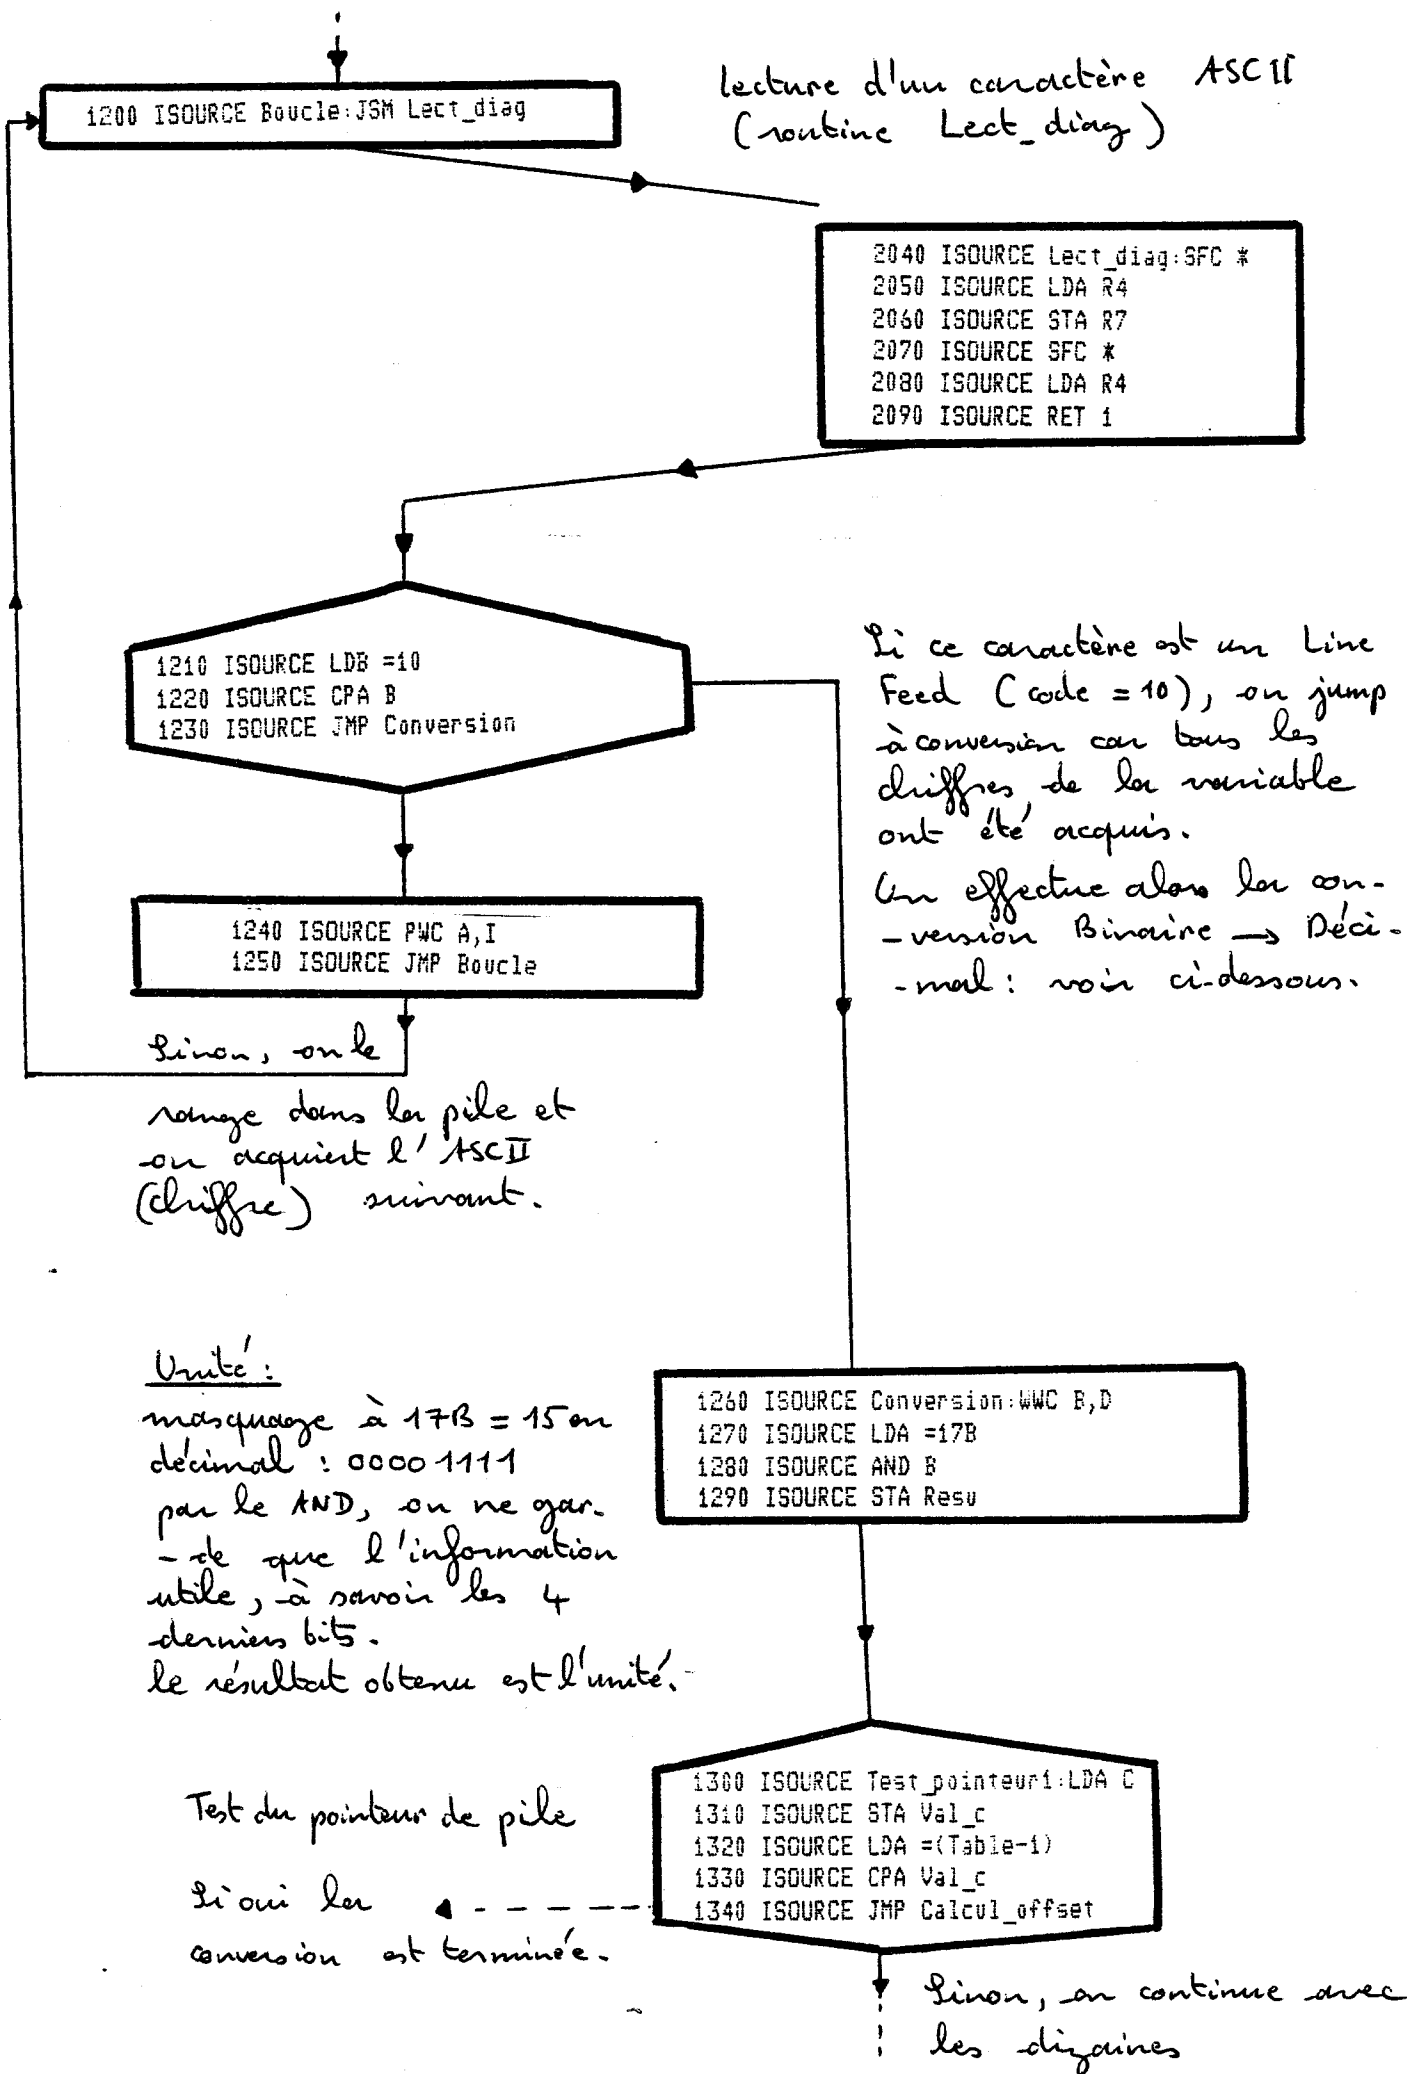 lecture d'un caractère ASCII
(routine Lect_diag)
1200 ISOURCE Boucle:JSM Lect_diag
2040 ISOURCE Lect_diag:SFC *
2050 ISOURCE LDA R4
2060 ISOURCE STA R7
2070 ISOURCE SFC *
2080 ISOURCE LDA R4
2090 ISOURCE RET 1
1210 ISOURCE LDB =10
1220 ISOURCE CPA B
1230 ISOURCE JMP Conversion
Si ce caractère est un Line
Feed (code = 10), on jump
à conversion car tous les
chiffres de la variable
ont été acquis.
On effectue alors la con-
-version Binaire → Déci-
-mal : voir ci-dessous.
1240 ISOURCE PWC A,I
1250 ISOURCE JMP Boucle
Sinon, on le
range dans la pile et
on acquiert l'ASCII
(chiffre) suivant.
Unité :
masquage à 17B = 15 en
décimal : 00001111
par le AND, on ne gar-
-de que l'information
utile, à savoir les 4
derniers bits.
le résultat obtenu est l'unité.
1260 ISOURCE Conversion:WWC B,D
1270 ISOURCE LDA =17B
1280 ISOURCE AND B
1290 ISOURCE STA Resu
1300 ISOURCE Test_pointeur1:LDA C
1310 ISOURCE STA Val_c
1320 ISOURCE LDA =(Table-1)
1330 ISOURCE CPA Val_c
1340 ISOURCE JMP Calcul_offset
Test du pointeur de pile
Si oui la
conversion est terminée.
Sinon, on continue avec
les dizaines